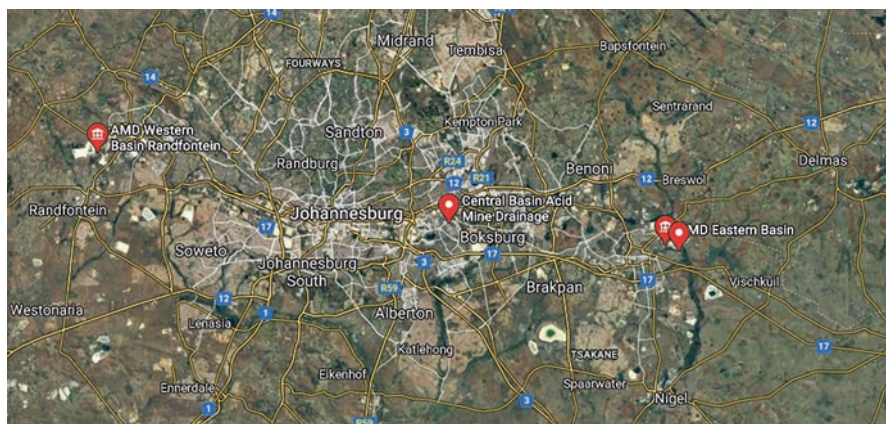 14
Midrand
Tembisa
Bapsfontein
FOURWAYS
14
Sentrarand
AMD Western
Basin Randfontein
Sandton
3
Kempton Park
12
Delmas
Randburg
R24
R21
12
Benoni
Breswol
12
Central Basin Acid
Mine Drainage
Randfontein
Johannesburg
17
Boksburg
MD Eastern Basin
Soweto
Johannesburg
South
3
17
17
Vischkuil
Westonaria
12
1
R59
Brakpan
Lenasia
Alberton
Katlehong
17
TSAKANE
Eikenhof
Ennerdale
Spaarwater
1
3
Nigel
R59